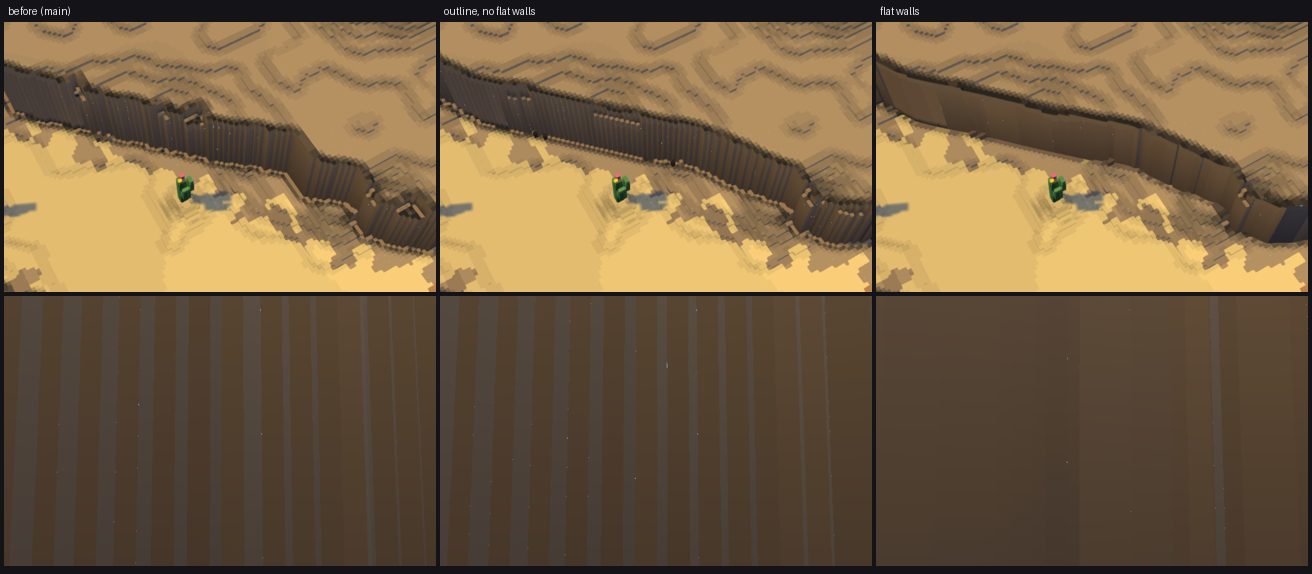 before (main)
outline, no flat walls
flat walls